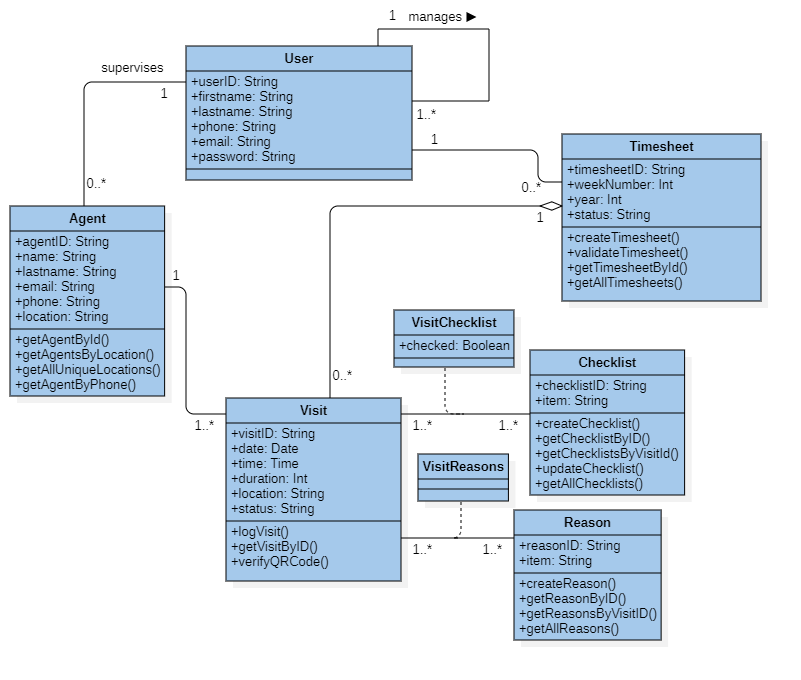 1 manages ▶
User
+userID: String
+firstname: String
+lastname: String
+phone: String
+email: String
+password: String
supervises
1
1..*
1
0..*
0..*
1
Timesheet
+timesheetID: String
+weekNumber: Int
+year: Int
+status: String
+createTimesheet()
+validateTimesheet()
+getTimesheetById()
+getAllTimesheets()
Agent
+agentID: String
+name: String
+lastname: String
+email: String
+phone: String
+location: String
+getAgentById()
+getAgentsByLocation()
+getAllUniqueLocations()
+getAgentByPhone()
1
1..*
0..*
VisitChecklist
+checked: Boolean
Checklist
+checklistID: String
+item: String
+createChecklist()
+getChecklistByID()
+getChecklistsByVisitId()
+updateChecklist()
+getAllChecklists()
Visit
+visitID: String
+date: Date
+time: Time
+duration: Int
+location: String
+status: String
+logVisit()
+getVisitByID()
+verifyQRCode()
1..*
1..*
VisitReasons
1..*
1..*
Reason
+reasonID: String
+item: String
+createReason()
+getReasonByID()
+getReasonsByVisitID()
+getAllReasons()